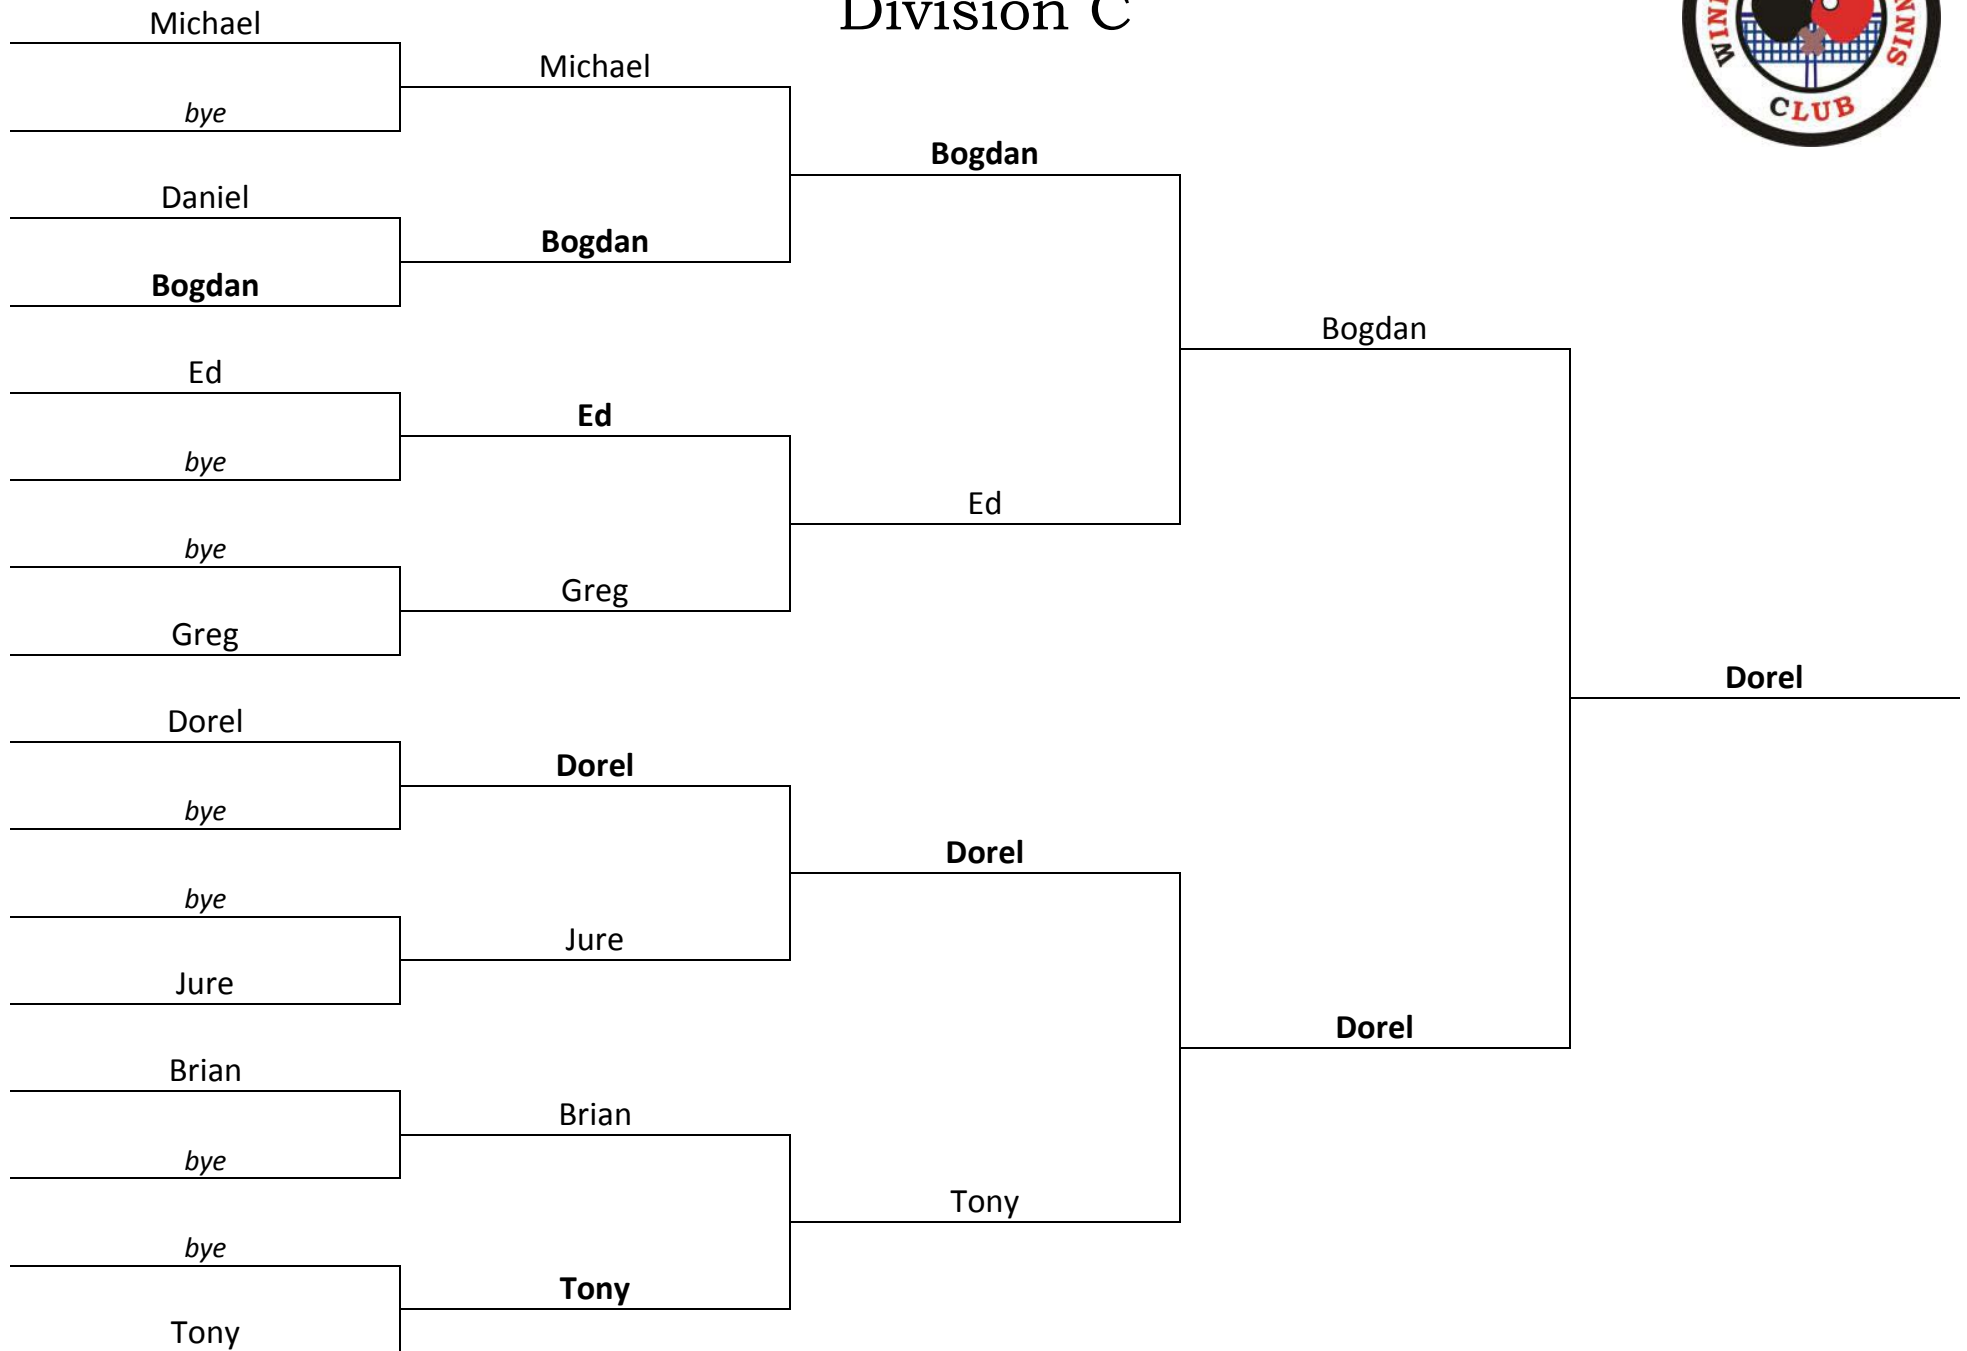 Division C
Michael
bye
Daniel
Bogdan
Ed
bye
bye
Greg
Dorel
bye
bye
Jure
Brian
bye
bye
Tony
Michael
Bogdan
Ed
Greg
Dorel
Jure
Brian
Tony
Bogdan
Ed
Dorel
Tony
Bogdan
Dorel
Dorel
CLUB